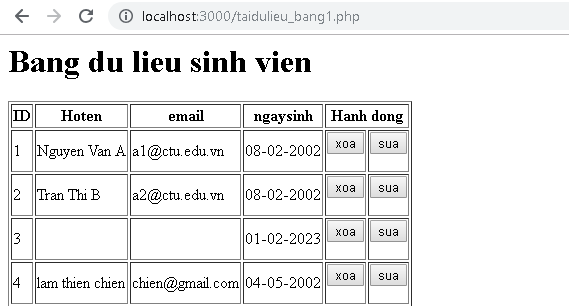 localhost:3000/taidulieu_bang1.php
Bang du lieu sinh vien
ID Hoten email ngaysinh Hanh dong
1 Nguyen Van A a1@ctu.edu.vn 08-02-2002 xoa sua
2 Tran Thi B a2@ctu.edu.vn 08-02-2002 xoa sua
3 01-02-2023 xoa sua
4 lam thien chien chien@gmail.com 04-05-2002 xoa sua